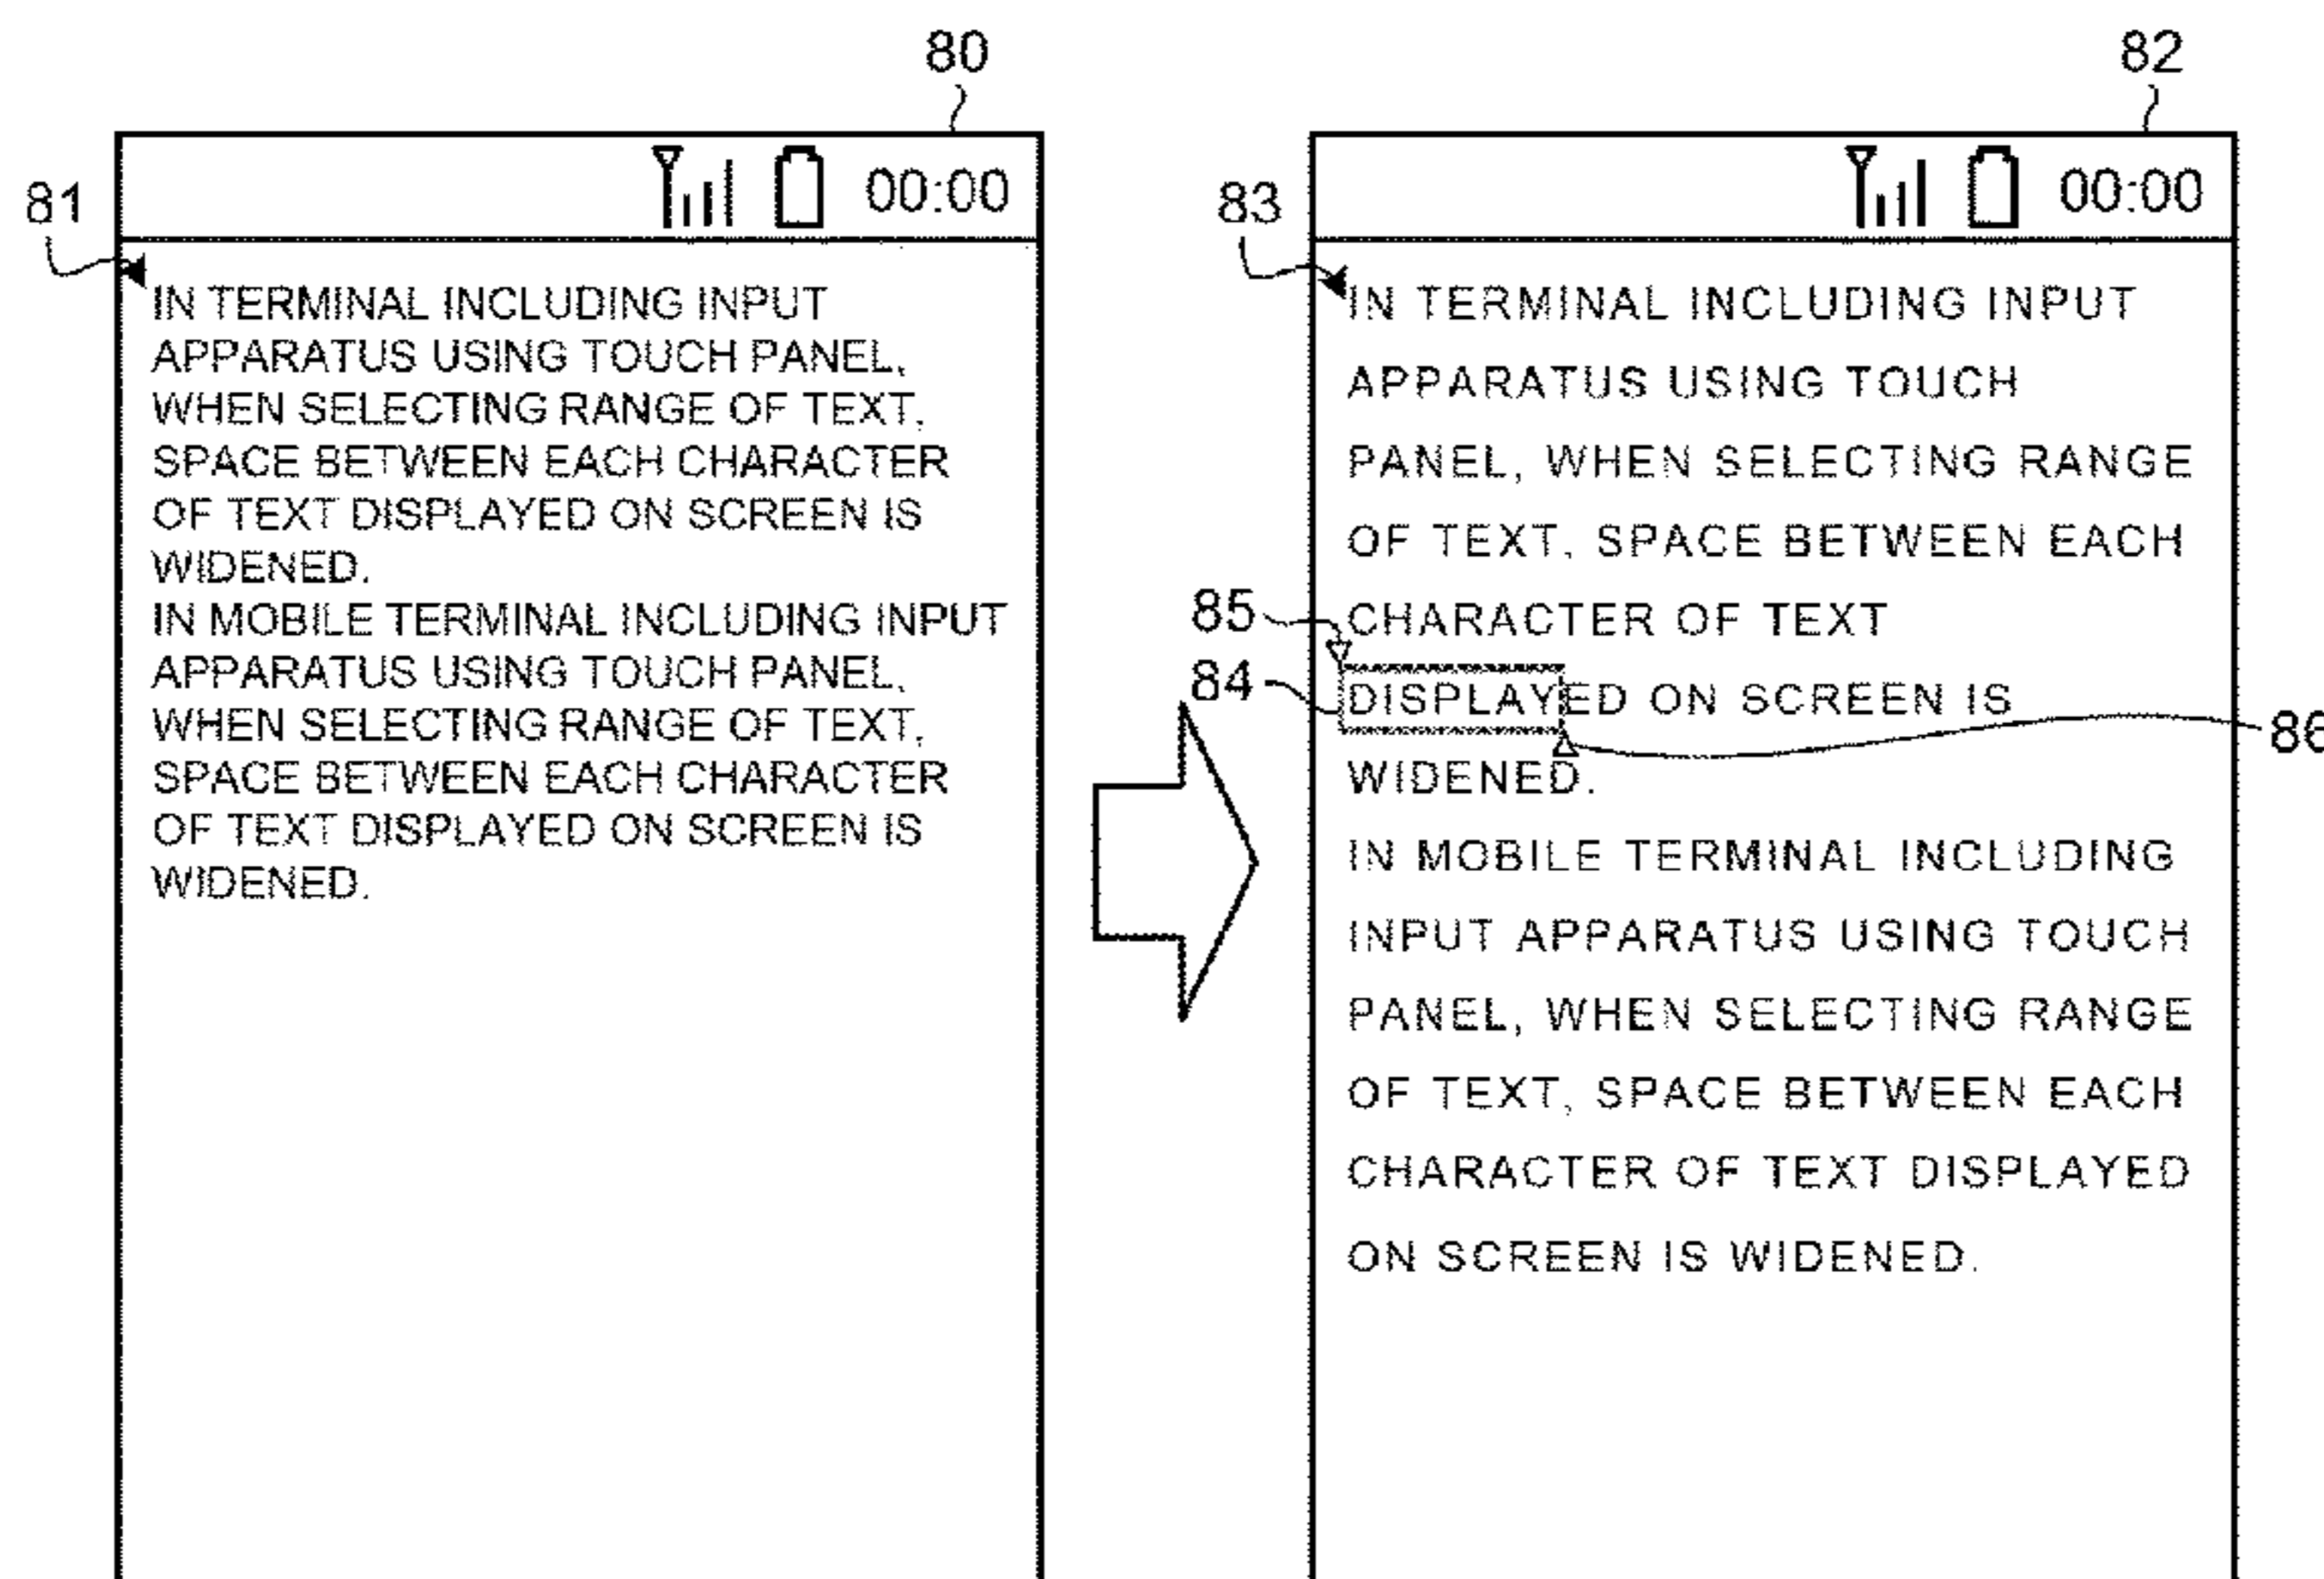 80
00:00
81
IN TERMINAL INCLUDING INPUT
APPARATUS USING TOUCH PANEL,
WHEN SELECTING RANGE OF TEXT,
SPACE BETWEEN EACH CHARACTER
OF TEXT DISPLAYED ON SCREEN IS
WIDENED.
IN MOBILE TERMINAL INCLUDING INPUT
APPARATUS USING TOUCH PANEL,
WHEN SELECTING RANGE OF TEXT,
SPACE BETWEEN EACH CHARACTER
OF TEXT DISPLAYED ON SCREEN IS
WIDENED.
82
00:00
83
IN TERMINAL INCLUDING INPUT
APPARATUS USING TOUCH
PANEL, WHEN SELECTING RANGE
OF TEXT, SPACE BETWEEN EACH
CHARACTER OF TEXT
85
84
DISPLAYED ON SCREEN IS
86
WIDENED.
IN MOBILE TERMINAL INCLUDING
INPUT APPARATUS USING TOUCH
PANEL, WHEN SELECTING RANGE
OF TEXT, SPACE BETWEEN EACH
CHARACTER OF TEXT DISPLAYED
ON SCREEN IS WIDENED.